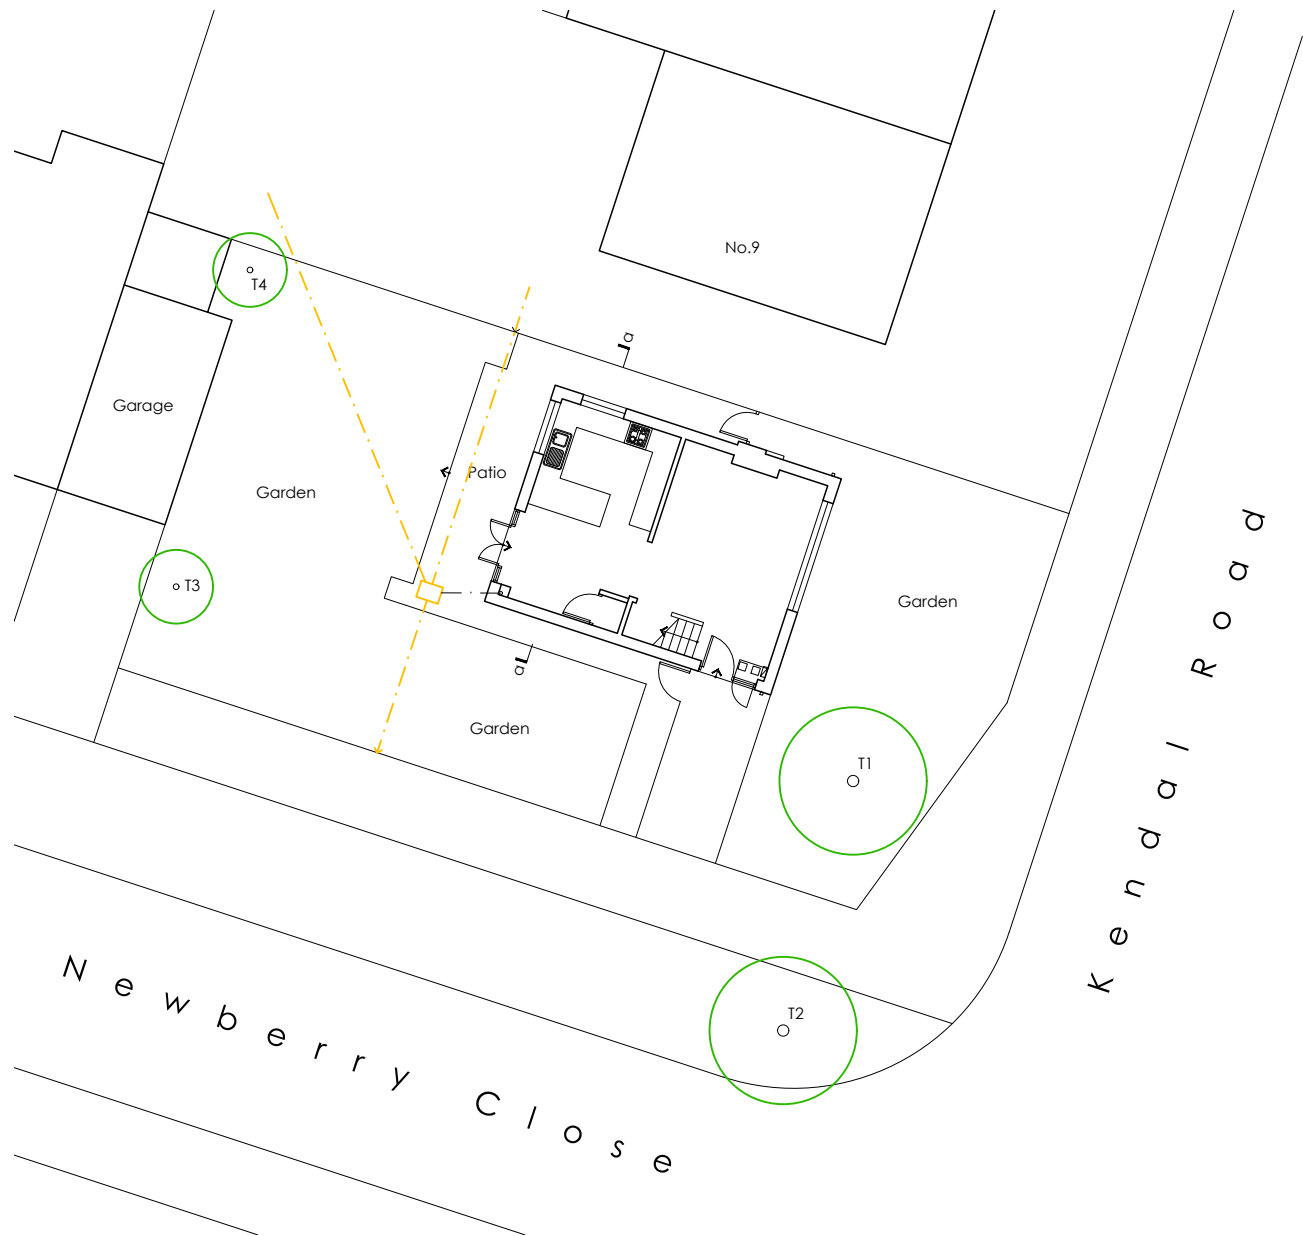 No.9
T4
a
Garage
Patio
Garden
T3
Garden
a
Garden
T1
Kendal Road
T2
Newberry Close